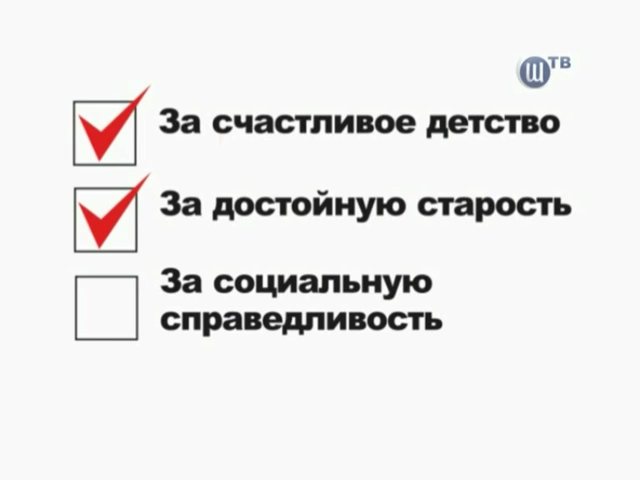 Ш ТВ
За счастливое детство
За достойную старость
За социальную
справедливость